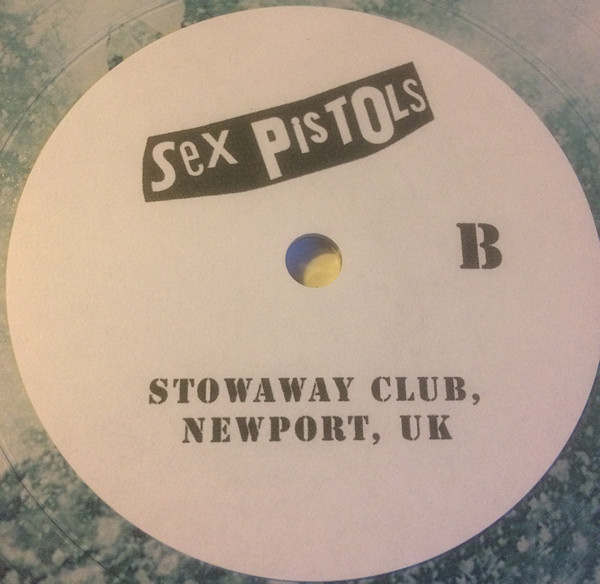 Sex PisTOLS
B
STOWAWAY CLUB,
NEWPORT, UK